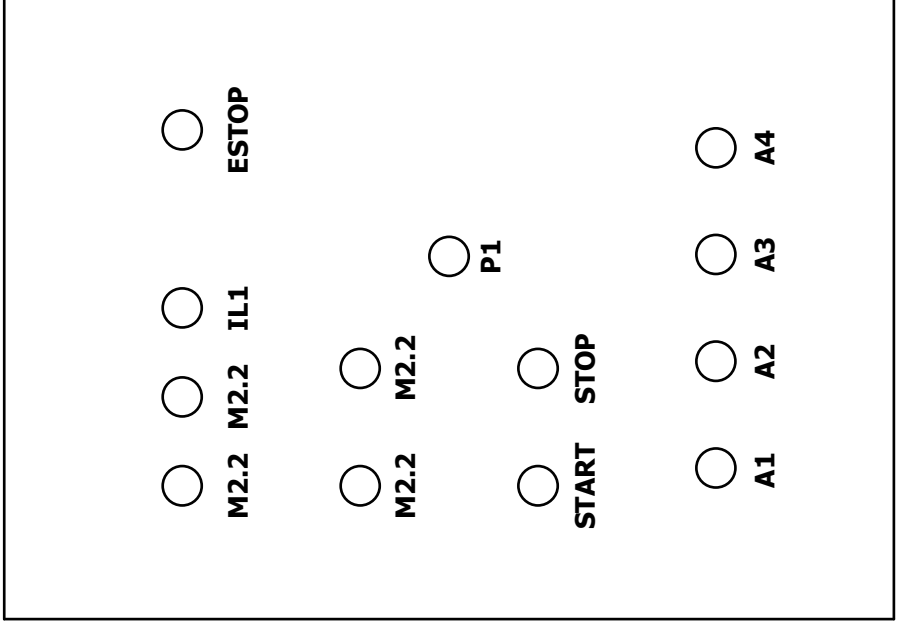 M2.2 M2.2 IL1 ESTOP
M2.2 M2.2
P1
START STOP
A1 A2 A3 A4